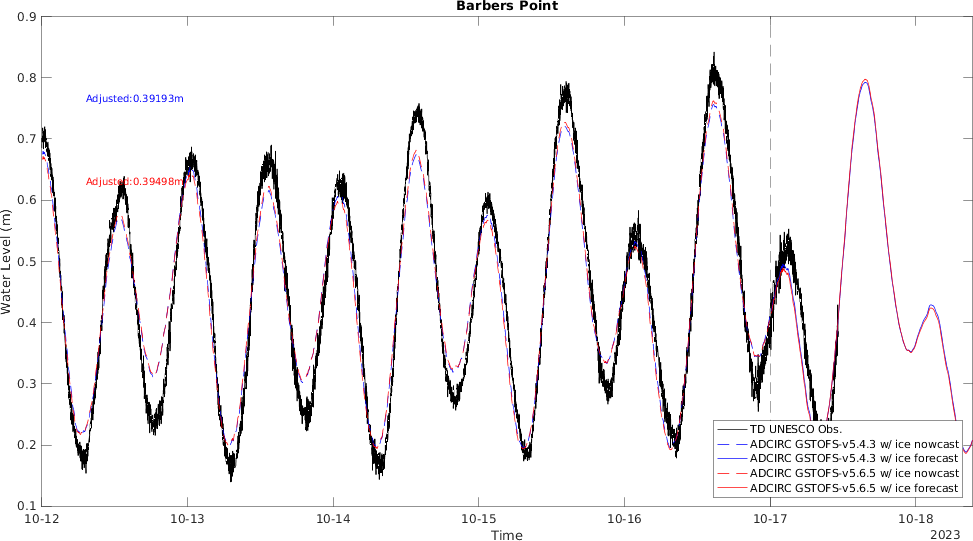 Barbers Point
0.9
0.8
0.7
0.6
0.5
0.4
0.3
0.2
0.1
Water Level (m)
Adjusted:0.39193m
Adjusted:0.39498m
TD UNESCO Obs.
ADCIRC GSTOFS-v5.4.3 w/ ice nowcast
ADCIRC GSTOFS-v5.4.3 w/ ice forecast
ADCIRC GSTOFS-v5.6.5 w/ ice nowcast
ADCIRC GSTOFS-v5.6.5 w/ ice forecast
10-12 10-13 10-14 10-15 10-16 10-17 10-18
Time
2023